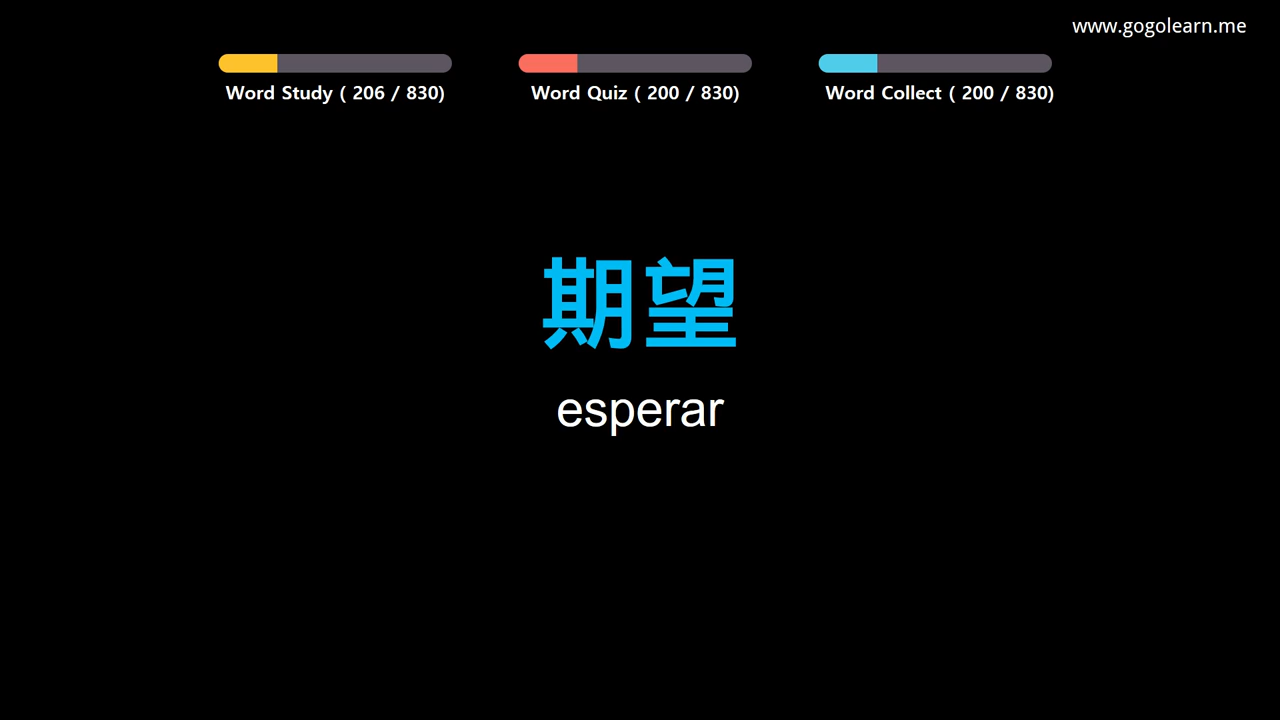 www.gogolearn.me
Word Study ( 206 / 830)
Word Quiz ( 200 / 830)
Word Collect ( 200 / 830)
期望
esperar